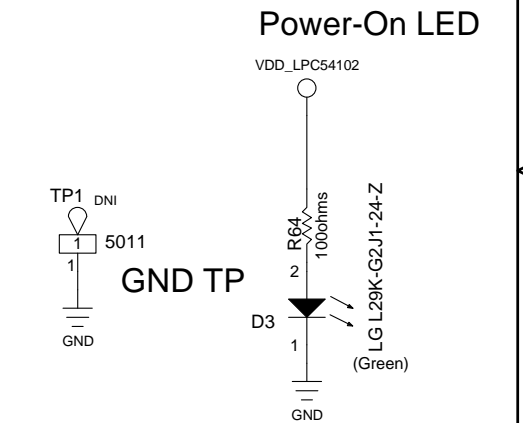 Power-On LED
VDD_LPC54102
R64
100ohms
2
D3
1
LG L29K-G2J1-24-Z
(Green)
GND
TP1 DNI
1 5011
1
GND TP
GND